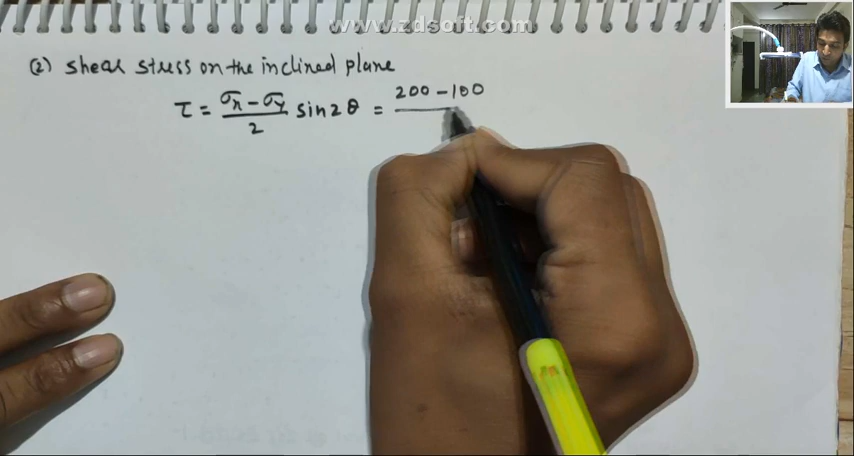 www.zdsoft.com
(2) shear stress on the inclined plane
τ = σx - σy / 2 sin2θ = 200 - 100